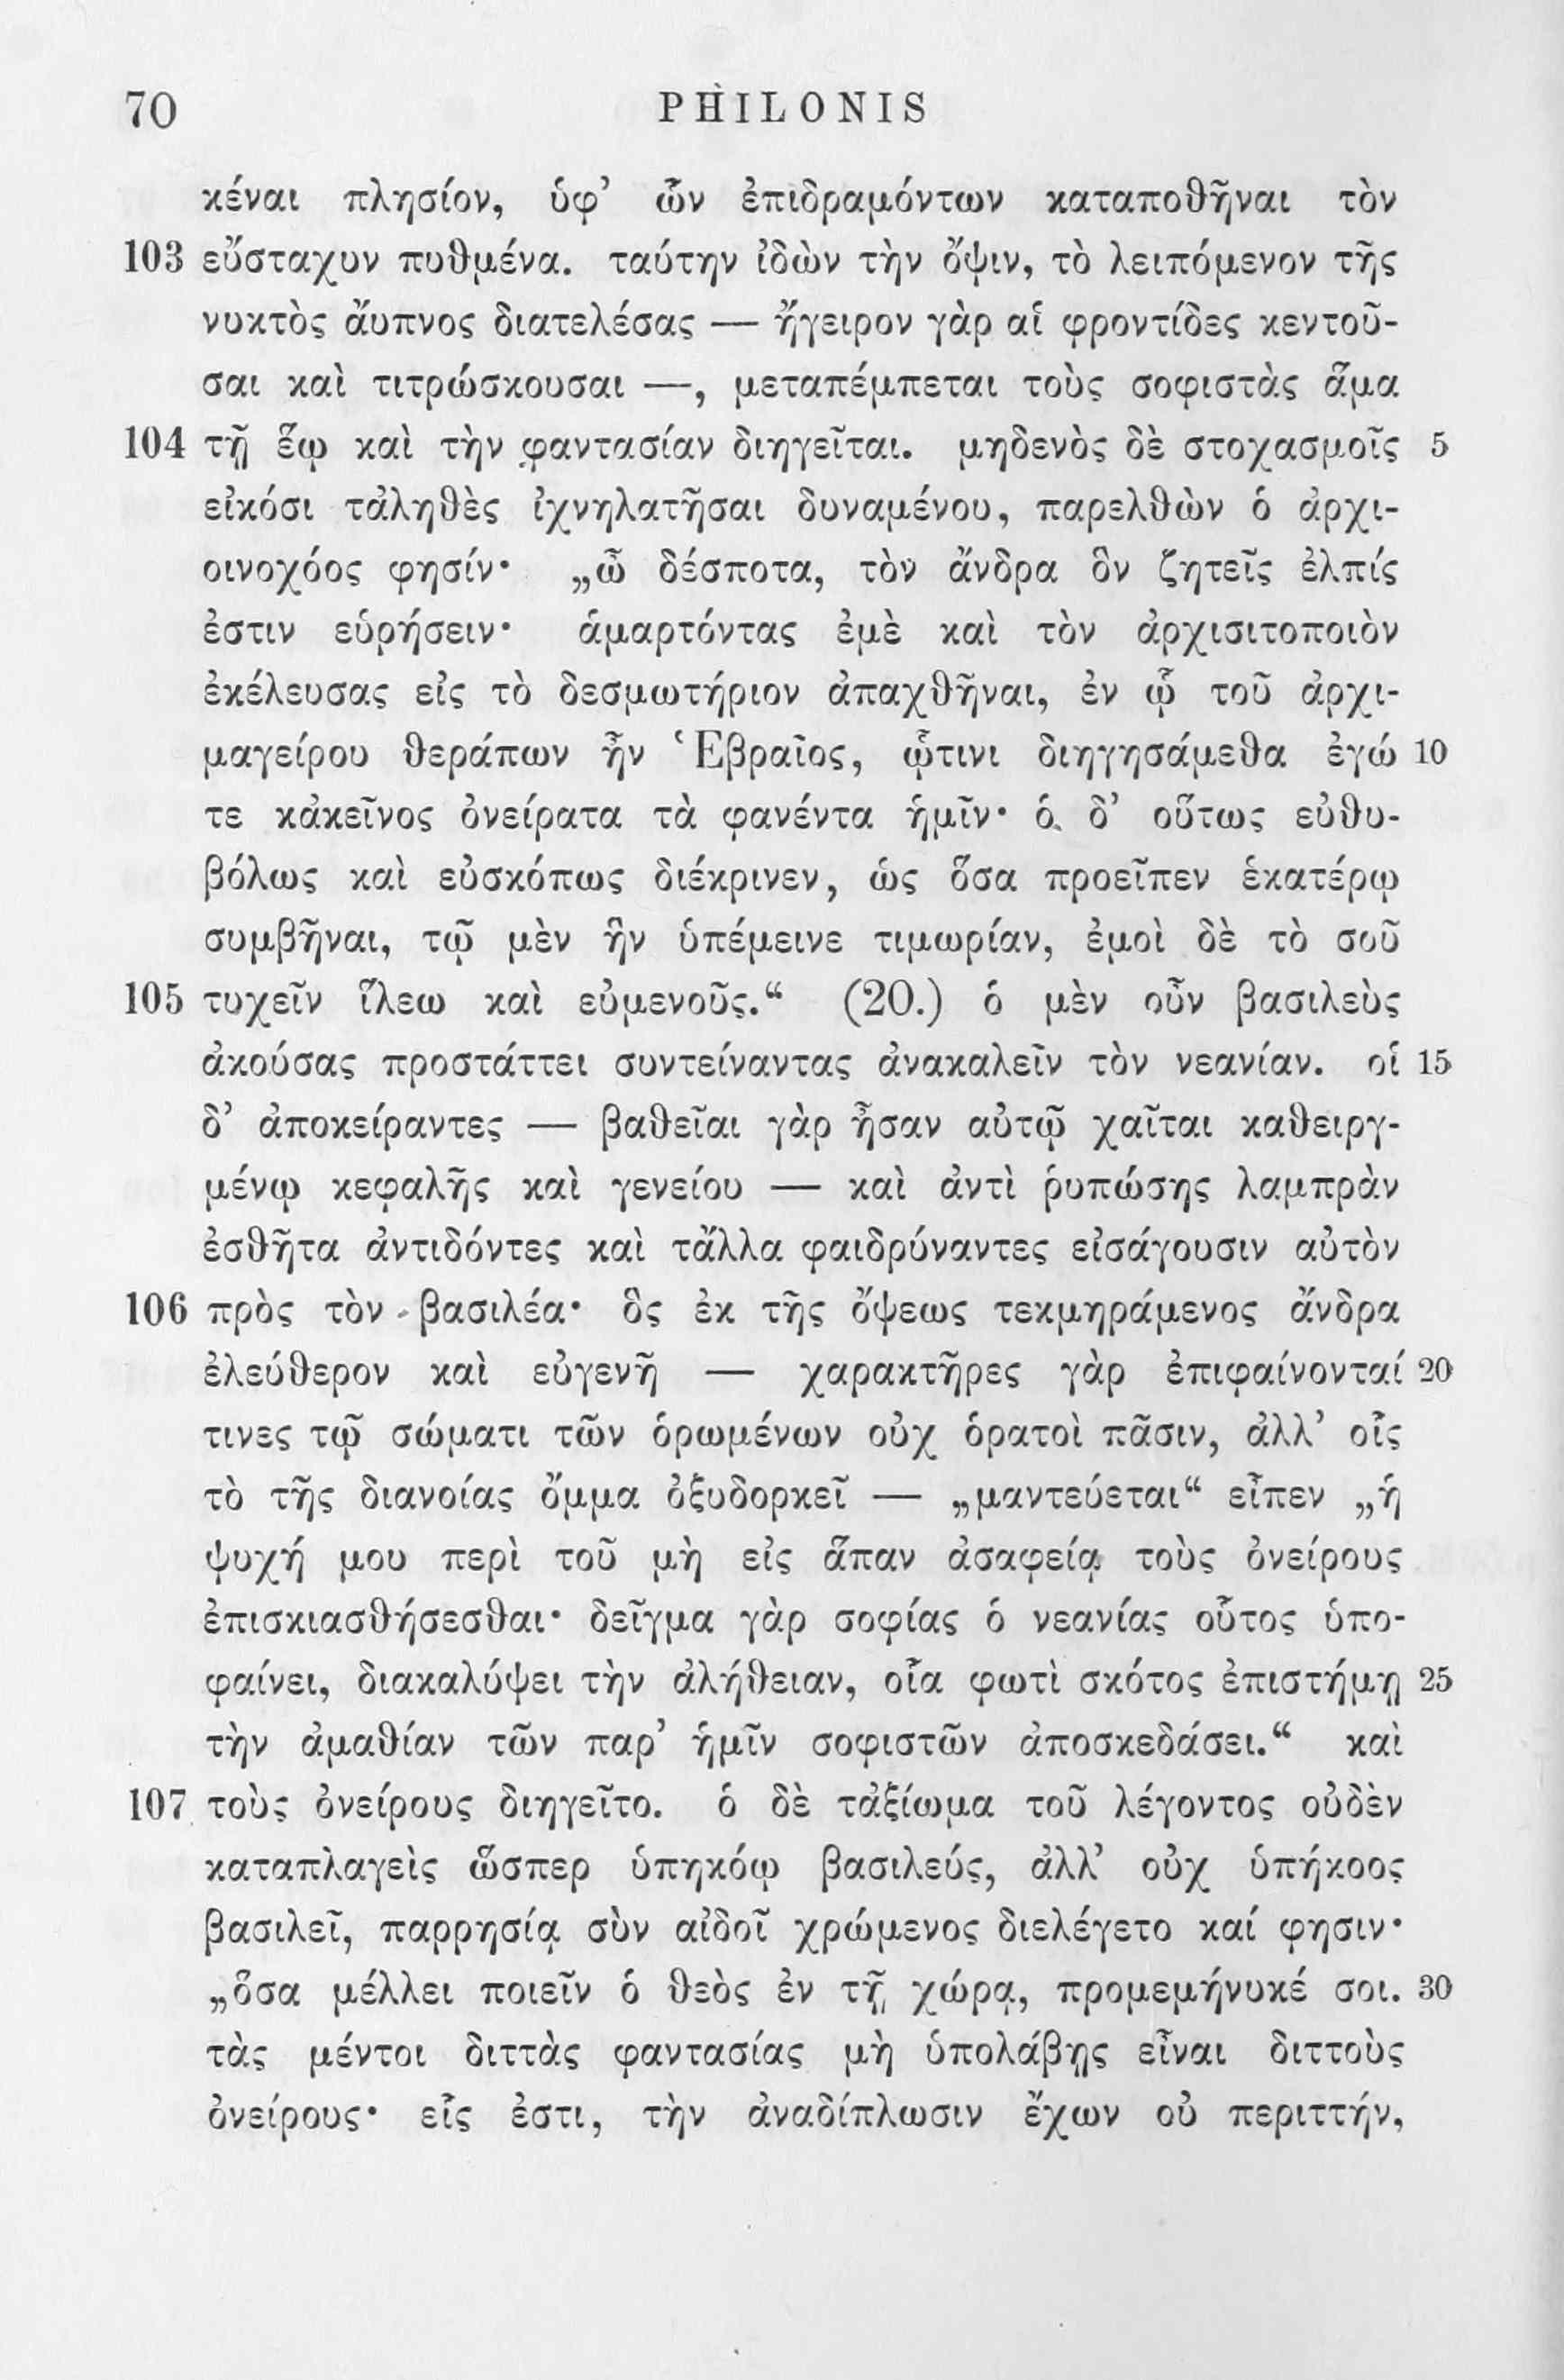 70 PHILONIS
κέναι πλησίον, ὑφ’ ὧν ἐπιδραμόντων καταποθῆναι τὸν
103 εὔσταχυν πυθμένα. ταύτην ἰδὼν τὴν ὄψιν, τὸ λειπόμενον τῆς
νυκτὸς ἄυπνος διατελέσας — ἤγειρον γὰρ αἱ φροντίδες κεντοῦ-
σαι καὶ τιτρώσκουσαι —, μεταπέμπεται τοὺς σοφιστὰς ἅμα
104 τῇ ἕῳ καὶ τὴν φαντασίαν διηγεῖται. μηδενὸς δὲ στοχασμοῖς 5
εἰκόσι τἀληθὲς ἰχνηλατῆσαι δυναμένου, παρελθὼν ὁ ἀρχι-
οινοχόος φησίν· „ὦ δέσποτα, τὸν ἄνδρα ὃν ζητεῖς ἐλπίς
ἐστιν εὑρήσειν· ἁμαρτόντας ἐμὲ καὶ τὸν ἀρχισιτοποιὸν
ἐκέλευσας εἰς τὸ δεσμωτήριον ἀπαχθῆναι, ἐν ᾧ τοῦ ἀρχι-
μαγείρου θεράπων ἦν Ἑβραῖος, ᾧτινι διηγησάμεθα ἐγώ 10
τε κἀκεῖνος ὀνείρατα τὰ φανέντα ἡμῖν· ὁ δ’ οὕτως εὐθυ-
βόλως καὶ εὐσκόπως διέκρινεν, ὡς ὅσα προεῖπεν ἑκατέρῳ
συμβῆναι, τῷ μὲν ἣν ὑπέμεινε τιμωρίαν, ἐμοὶ δὲ τὸ σοῦ
105 τυχεῖν ἵλεω καὶ εὐμενοῦς.“ (20.) ὁ μὲν οὖν βασιλεὺς
ἀκούσας προστάττει συντείναντας ἀνακαλεῖν τὸν νεανίαν. οἱ 15
δ’ ἀποκείραντες — βαθεῖαι γὰρ ἦσαν αὐτῷ χαῖται καθειργ-
μένῳ κεφαλῆς καὶ γενείου — καὶ ἀντὶ ῥυπώσης λαμπρὰν
ἐσθῆτα ἀντιδόντες καὶ τἄλλα φαιδρύναντες εἰσάγουσιν αὐτὸν
106 πρὸς τὸν βασιλέα· ὃς ἐκ τῆς ὄψεως τεκμηράμενος ἄνδρα
ἐλεύθερον καὶ εὐγενῆ — χαρακτῆρες γὰρ ἐπιφαίνονταί 20
τινες τῷ σώματι τῶν ὁρωμένων οὐχ ὁρατοὶ πᾶσιν, ἀλλ’ οἷς
τὸ τῆς διανοίας ὄμμα ὀξυδορκεῖ — „μαντεύεται“ εἶπεν „ἡ
ψυχή μου περὶ τοῦ μὴ εἰς ἅπαν ἀσαφείᾳ τοὺς ὀνείρους
ἐπισκιασθήσεσθαι· δεῖγμα γὰρ σοφίας ὁ νεανίας οὗτος ὑπο-
φαίνει, διακαλύψει τὴν ἀλήθειαν, οἷα φωτὶ σκότος ἐπιστήμῃ 25
τὴν ἀμαθίαν τῶν παρ’ ἡμῖν σοφιστῶν ἀποσκεδάσει.“ καὶ
107 τοὺς ὀνείρους διηγεῖτο. ὁ δὲ τἀξίωμα τοῦ λέγοντος οὐδὲν
καταπλαγεὶς ὥσπερ ὑπηκόῳ βασιλεύς, ἀλλ’ οὐχ ὑπήκοος
βασιλεῖ, παρρησίᾳ σὺν αἰδοῖ χρώμενος διελέγετο καί φησιν·
„ὅσα μέλλει ποιεῖν ὁ θεὸς ἐν τῇ χώρᾳ, προμεμήνυκέ σοι. 30
τὰς μέντοι διττὰς φαντασίας μὴ ὑπολάβῃς εἶναι διττοὺς
ὀνείρους· εἷς ἐστι, τὴν ἀναδίπλωσιν ἔχων οὐ περιττήν,